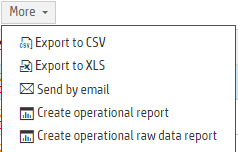 More
Export to CSV
Export to XLS
Send by email
Create operational report
Create operational raw data report